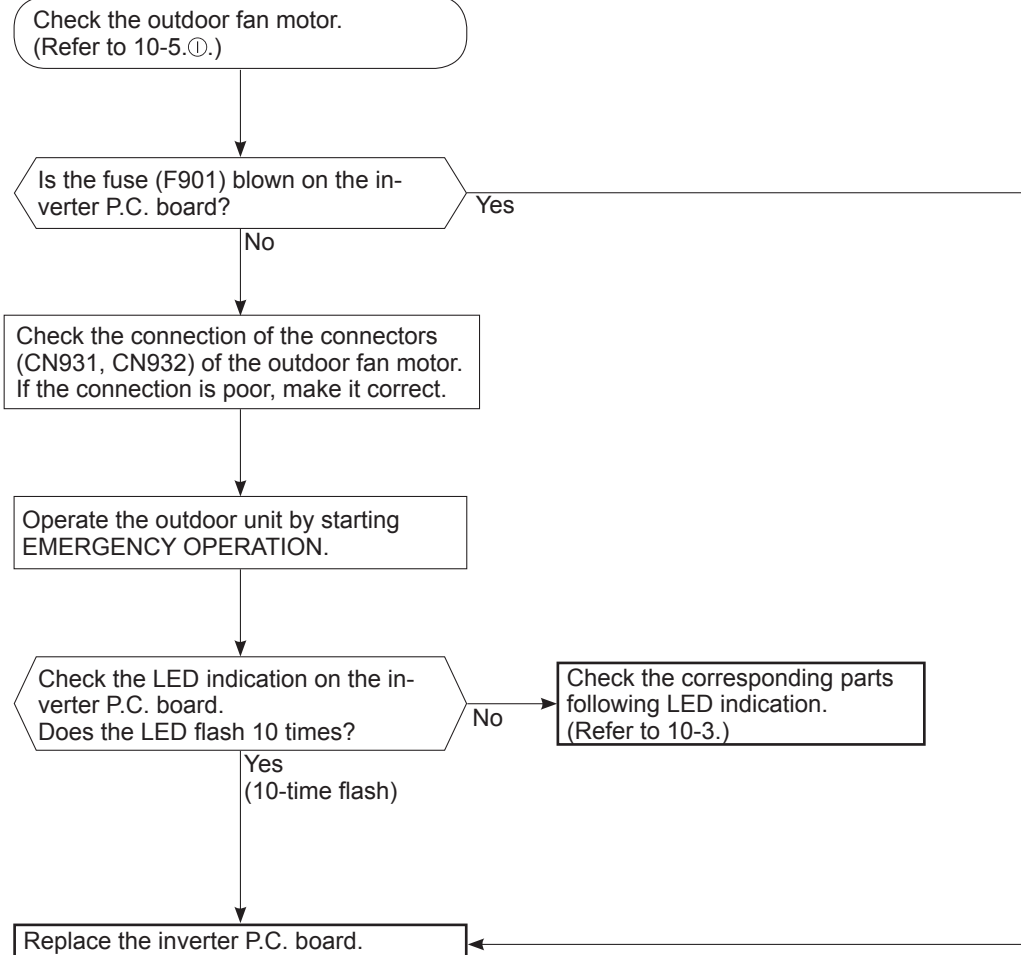 Check the outdoor fan motor.
(Refer to 10-5.Ⓘ.)
Is the fuse (F901) blown on the in-
verter P.C. board?
Yes
No
Check the connection of the connectors
(CN931, CN932) of the outdoor fan motor.
If the connection is poor, make it correct.
Operate the outdoor unit by starting
EMERGENCY OPERATION.
Check the LED indication on the in-
verter P.C. board.
Does the LED flash 10 times?
No
Check the corresponding parts
following LED indication.
(Refer to 10-3.)
Yes
(10-time flash)
Replace the inverter P.C. board.